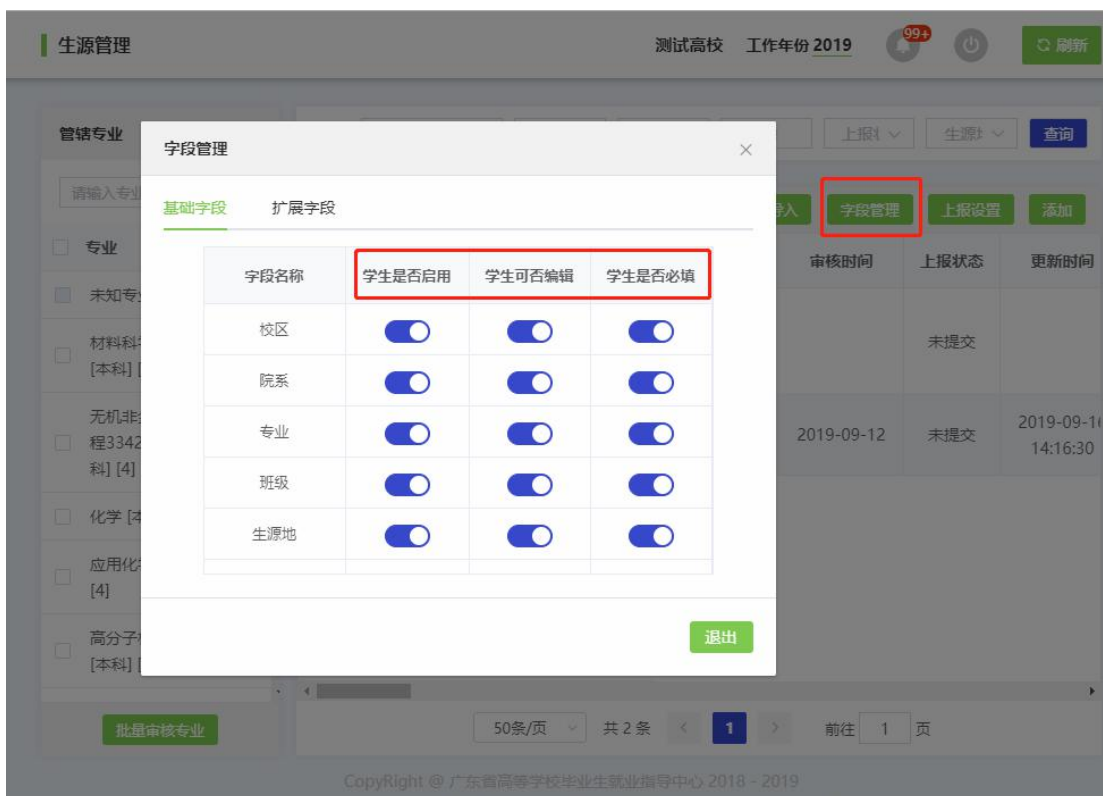 生源管理
测试高校 工作年份 2019 99+ 刷新
管辖专业
字段管理
上报 生源 查询
请输入专业
基础字段 扩展字段
字段管理 上报设置 添加
专业
字段名称 学生是否启用 学生可否编辑 学生是否必填
审核时间 上报状态 更新时间
未知专
校区
材料科
[本科] [
未提交
院系
无机非
程3342
科] [4]
专业
2019-09-12 未提交 2019-09-1
14:16:30
班级
化学 [本
生源地
应用化
[4]
高分子
[本科] [
退出
批量审核专业
50条/页 共 2 条 < 1 > 前往 1 页
CopyRight @ 广东省高等学校毕业生就业指导中心 2018 - 2019